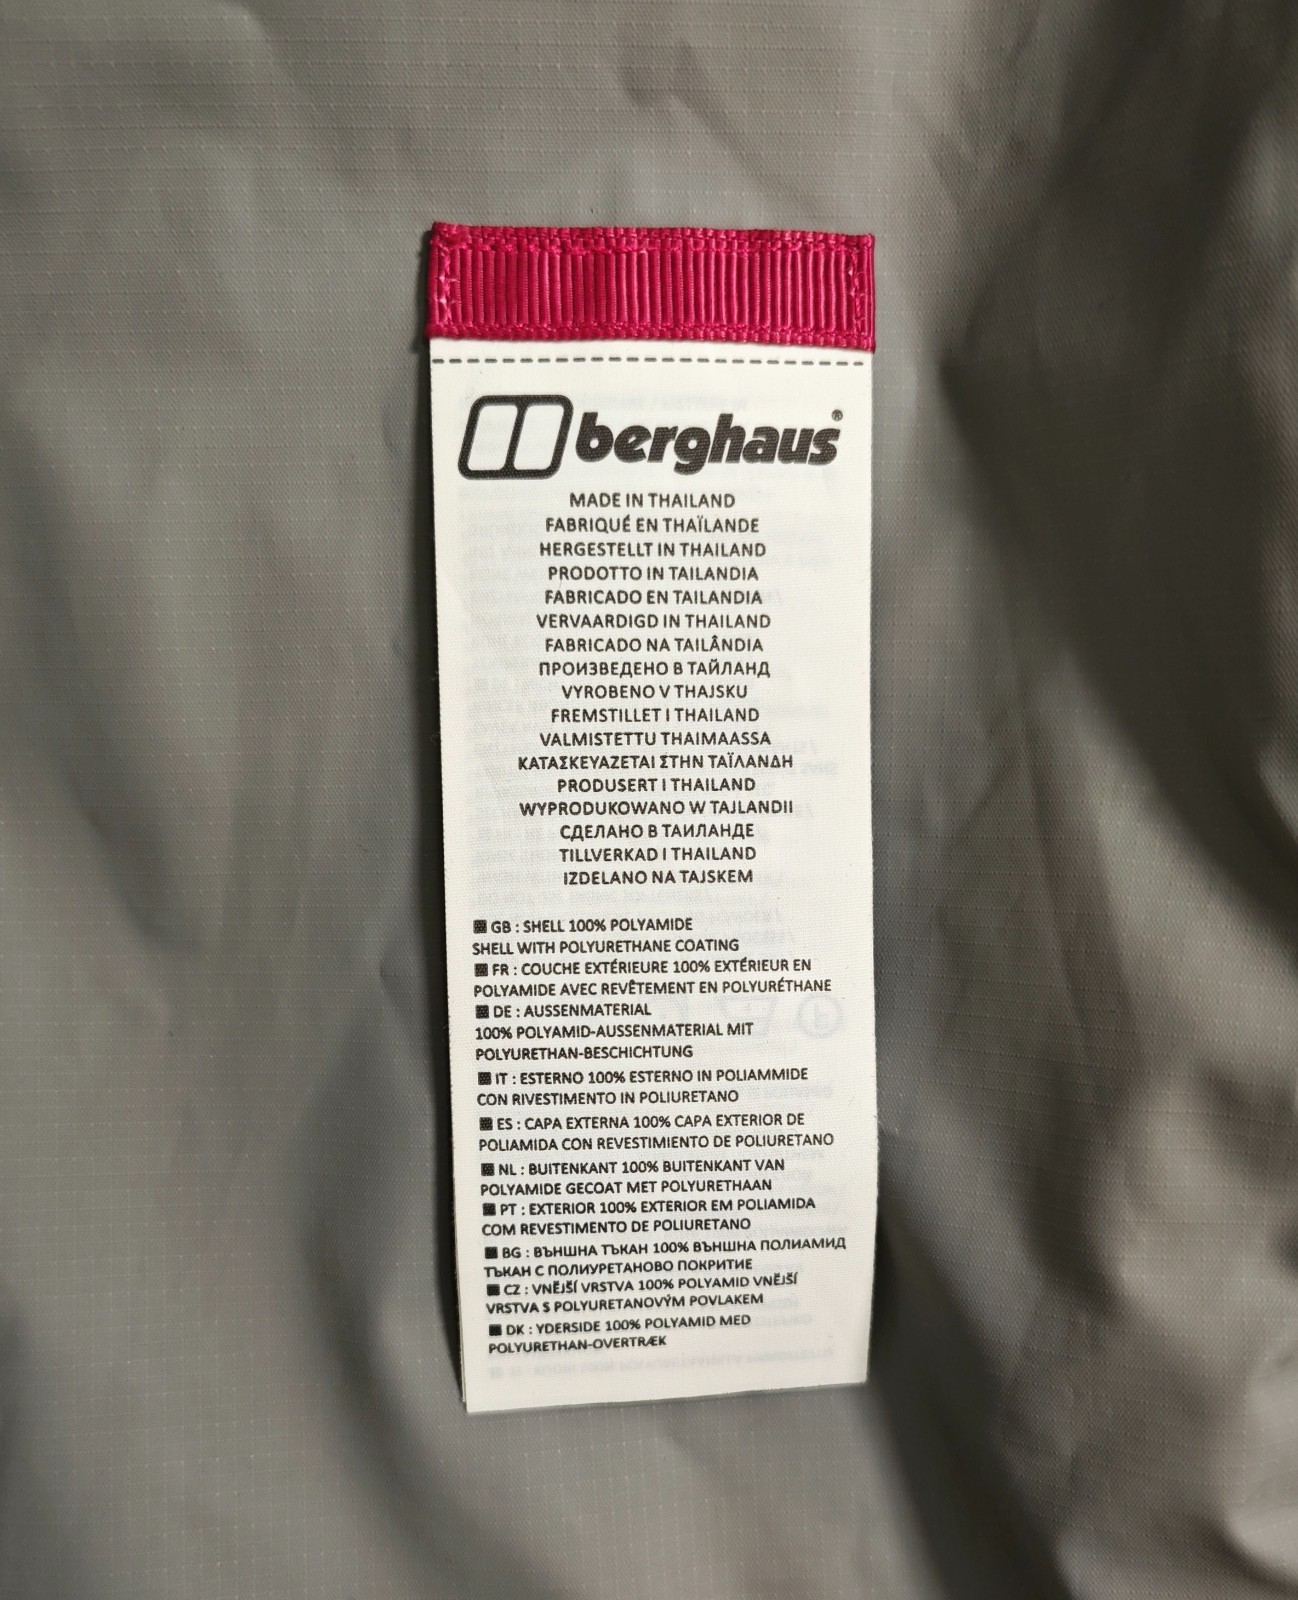 berghaus®
MADE IN THAILAND
FABRIQUÉ EN THAÏLANDE
HERGESTELLT IN THAILAND
PRODOTTO IN TAILANDIA
FABRICADO EN TAILANDIA
VERVAARDIGD IN THAILAND
FABRICADO NA TAILÂNDIA
ПРОИЗВЕДЕНО В ТАЙЛАНД
VYROBENO V THAJSKU
FREMSTILLET I THAILAND
VALMISTETTU THAIMAASSA
ΚΑΤΑΣΚΕΥΑΖΕΤΑΙ ΣΤΗΝ ΤΑΪΛΑΝΔΗ
PRODUSERT I THAILAND
WYPRODUKOWANO W TAJLANDII
СДЕЛАНО В ТАИЛАНДЕ
TILLVERKAD I THAILAND
IZDELANO NA TAJSKEM
GB : SHELL 100% POLYAMIDE
SHELL WITH POLYURETHANE COATING
FR : COUCHE EXTÉRIEURE 100% EXTÉRIEUR EN
POLYAMIDE AVEC REVÊTEMENT EN POLYURÉTHANE
DE : AUSSENMATERIAL
100% POLYAMID-AUSSENMATERIAL MIT
POLYURETHAN-BESCHICHTUNG
IT : ESTERNO 100% ESTERNO IN POLIAMMIDE
CON RIVESTIMENTO IN POLIURETANO
ES : CAPA EXTERNA 100% CAPA EXTERIOR DE
POLIAMIDA CON REVESTIMIENTO DE POLIURETANO
NL : BUITENKANT 100% BUITENKANT VAN
POLYAMIDE GECOAT MET POLYURETHAAN
PT : EXTERIOR 100% EXTERIOR EM POLIAMIDA
COM REVESTIMENTO DE POLIURETANO
BG : ВЪНШНА ТЪКАН 100% ВЪНШНА ПОЛИАМИД
ТЪКАН С ПОЛИУРЕТАНОВО ПОКРИТИЕ
CZ : VNĚJŠÍ VRSTVA 100% POLYAMID VNĚJŠÍ
VRSTVA S POLYURETANOVÝM POVLAKEM
DK : YDERSIDE 100% POLYAMID MED
POLYURETHAN-OVERTRÆK